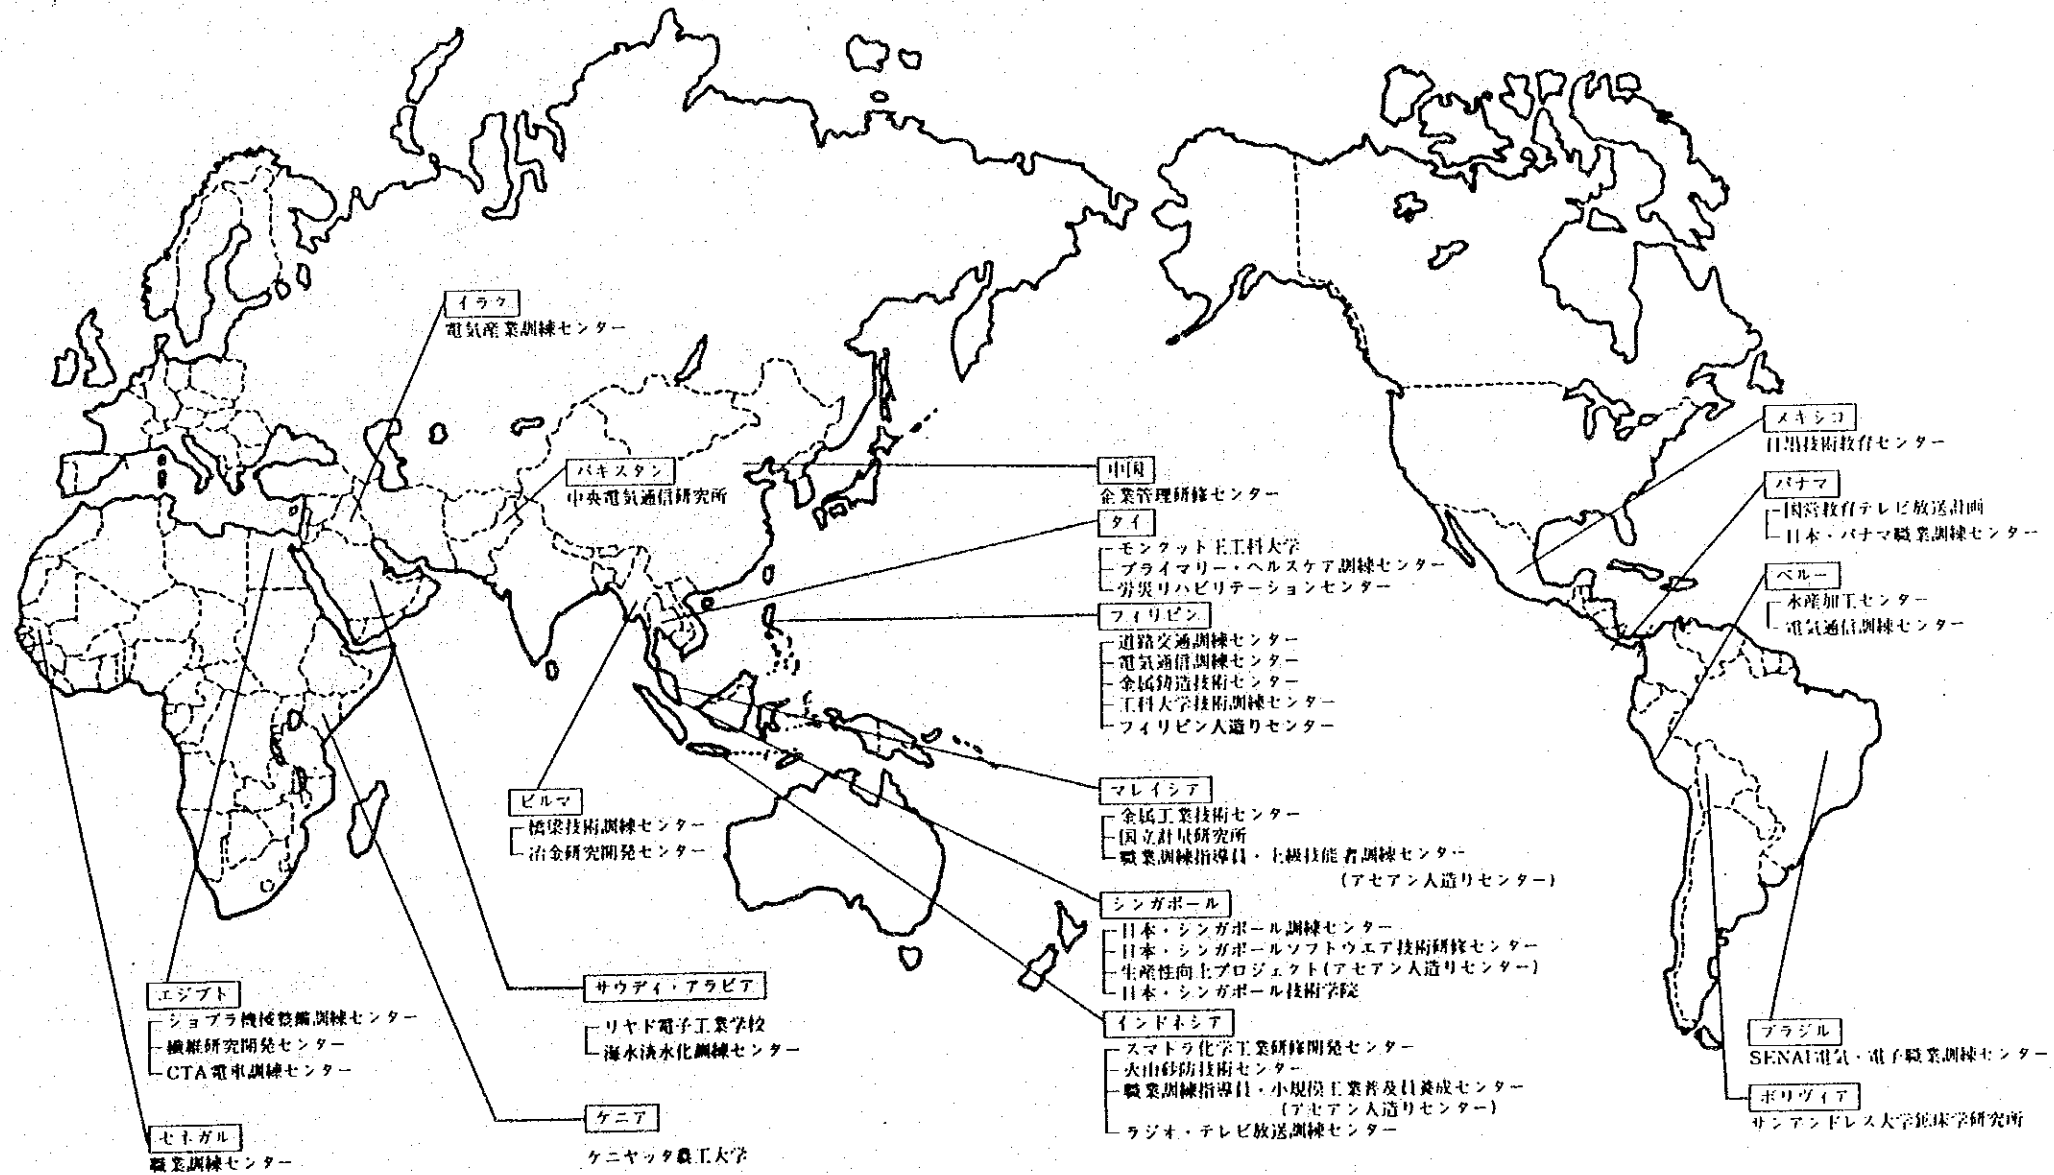 イラク
電気産業訓練センター
パキスタン
中央電気通信研究所
中国
企業管理研修センター
タイ
モンクット王工科大学
プライマリー・ヘルスケア訓練センター
労災リハビリテーションセンター
フィリピン
道路交通訓練センター
電気通信訓練センター
金属鋳造技術センター
工科大学技術訓練センター
フィリピン人造りセンター
メキシコ
日墨技術教育センター
パナマ
国営教育テレビ放送計画
日本・パナマ職業訓練センター
ペルー
水産加工センター
電気通信訓練センター
ビルマ
橋梁技術訓練センター
冶金研究開発センター
マレイシア
金属工業技術センター
国立計量研究所
職業訓練指導員・上級技能者訓練センター
(アセアン人造りセンター)
シンガポール
日本・シンガポール訓練センター
日本・シンガポールソフトウエア技術研修センター
生産性向上プロジェクト(アセアン人造りセンター)
日本・シンガポール技術学院
インドネシア
スマトラ化学工業研修開発センター
火山砂防技術センター
職業訓練指導員・小規模工業普及員養成センター
(アセアン人造りセンター)
ラジオ・テレビ放送訓練センター
エジプト
ショブラ機械整備訓練センター
繊維研究開発センター
CTA電車訓練センター
サウディ・アラビア
リヤド電子工業学校
海水淡水化訓練センター
セネガル
職業訓練センター
ケニア
ケニヤッタ農工大学
ブラジル
SENAI電気・電子職業訓練センター
ボリヴィア
サンアンドレス大学鉱床学研究所